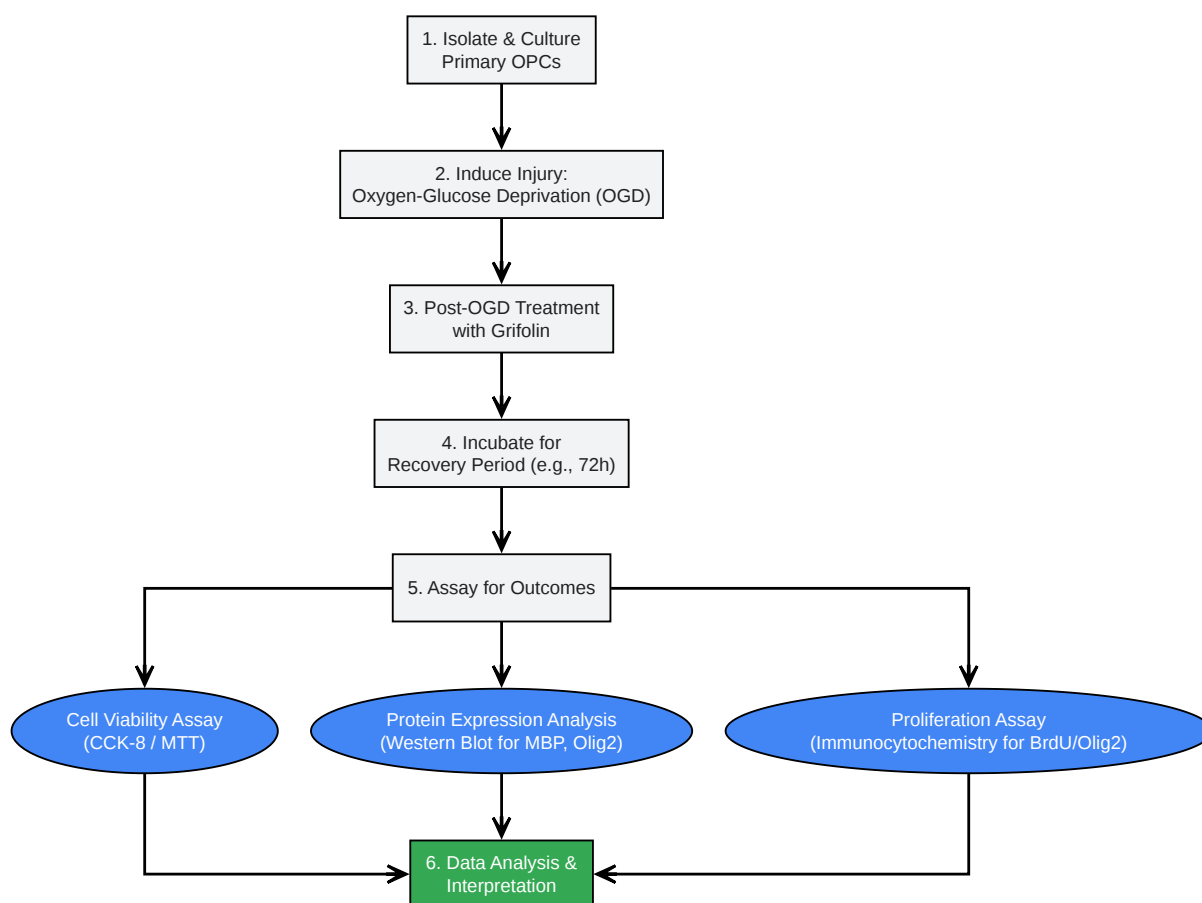 1. Isolate & Culture
Primary OPCs
2. Induce Injury:
Oxygen-Glucose Deprivation (OGD)
3. Post-OGD Treatment
with Grifolin
4. Incubate for
Recovery Period (e.g., 72h)
5. Assay for Outcomes
Cell Viability Assay
(CCK-8 / MTT)
Protein Expression Analysis
(Western Blot for MBP, Olig2)
Proliferation Assay
(Immunocytochemistry for BrdU/Olig2)
6. Data Analysis &
Interpretation